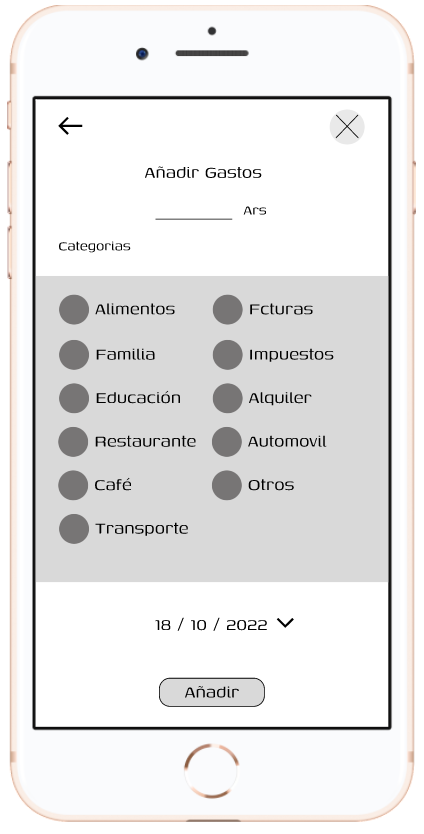 Añadir Gastos
Ars
Categorias
Alimentos Fcturas
Familia Impuestos
Educación Alquiler
Restaurante Automovil
Café Otros
Transporte
18 / 10 / 2022
Añadir